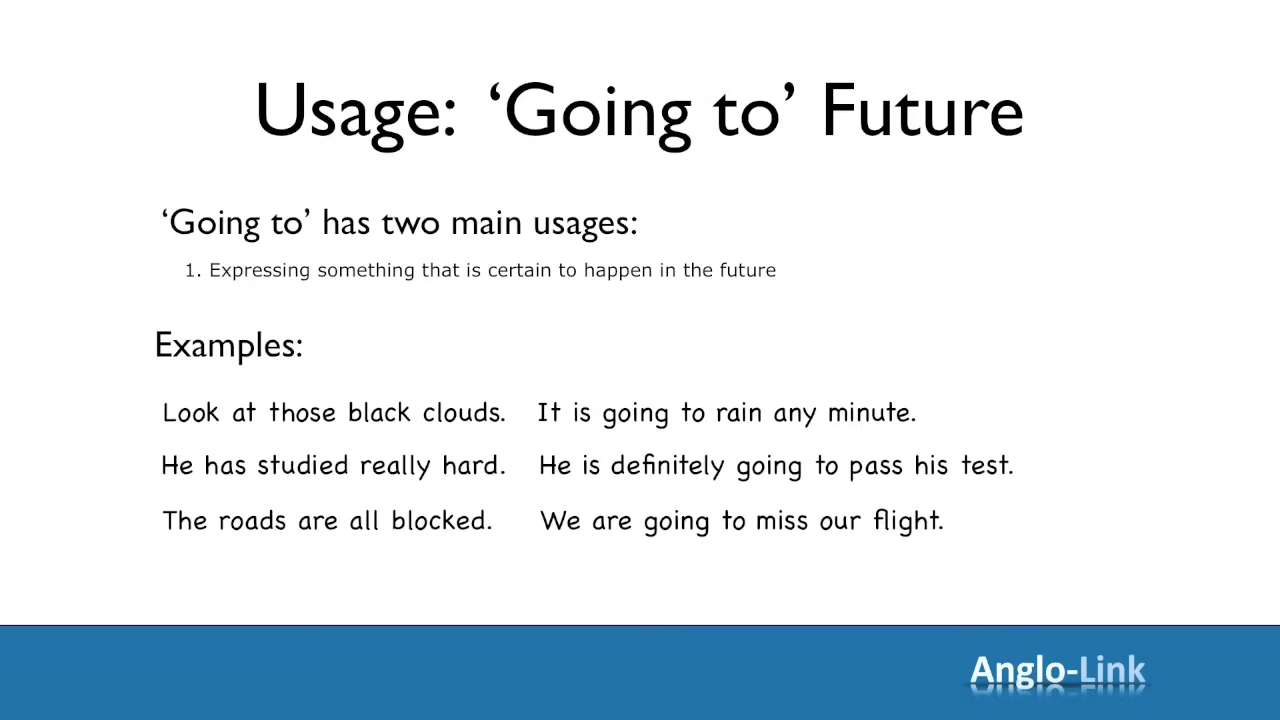 Usage: ‘Going to’ Future
‘Going to’ has two main usages:
1. Expressing something that is certain to happen in the future
Examples:
Look at those black clouds. It is going to rain any minute.
He has studied really hard. He is definitely going to pass his test.
The roads are all blocked. We are going to miss our flight.
Anglo-Link